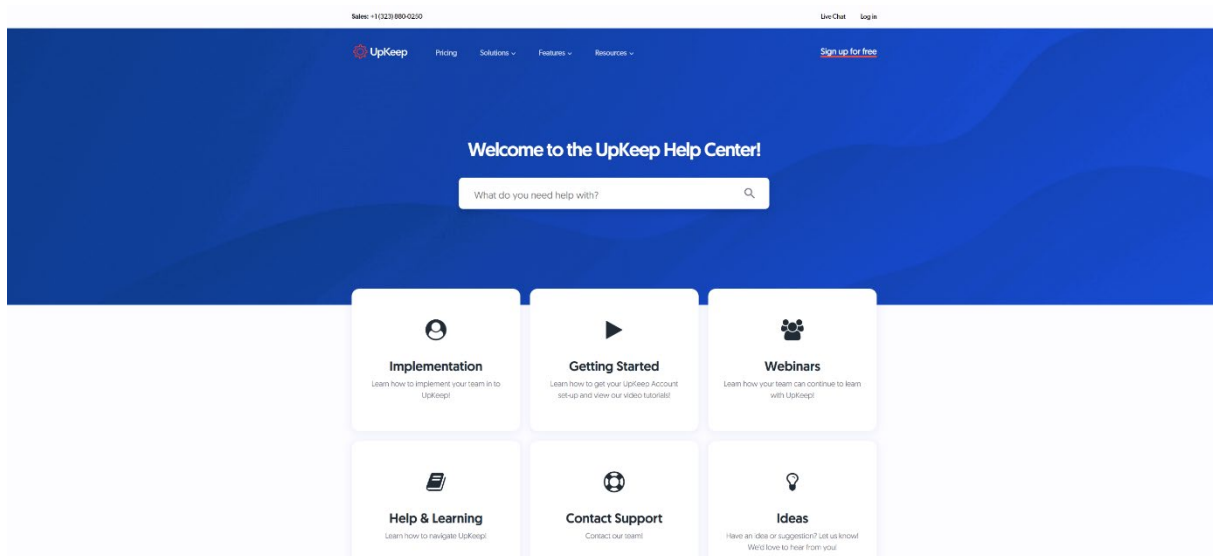 Sales: +1 (323) 880-0250
Live Chat Log in
UpKeep Pricing Solutions Features Resources Sign up for free
Welcome to the UpKeep Help Center!
What do you need help with?
Implementation
Learn how to implement your team in to
UpKeep!
Getting Started
Learn how to get your UpKeep Account
set-up and view our video tutorials!
Webinars
Learn how your team can continue to learn
with UpKeep!
Help & Learning
Learn how to navigate UpKeep!
Contact Support
Contact our team!
Ideas
Have an idea or suggestion? Let us know!
We'd love to hear from you!